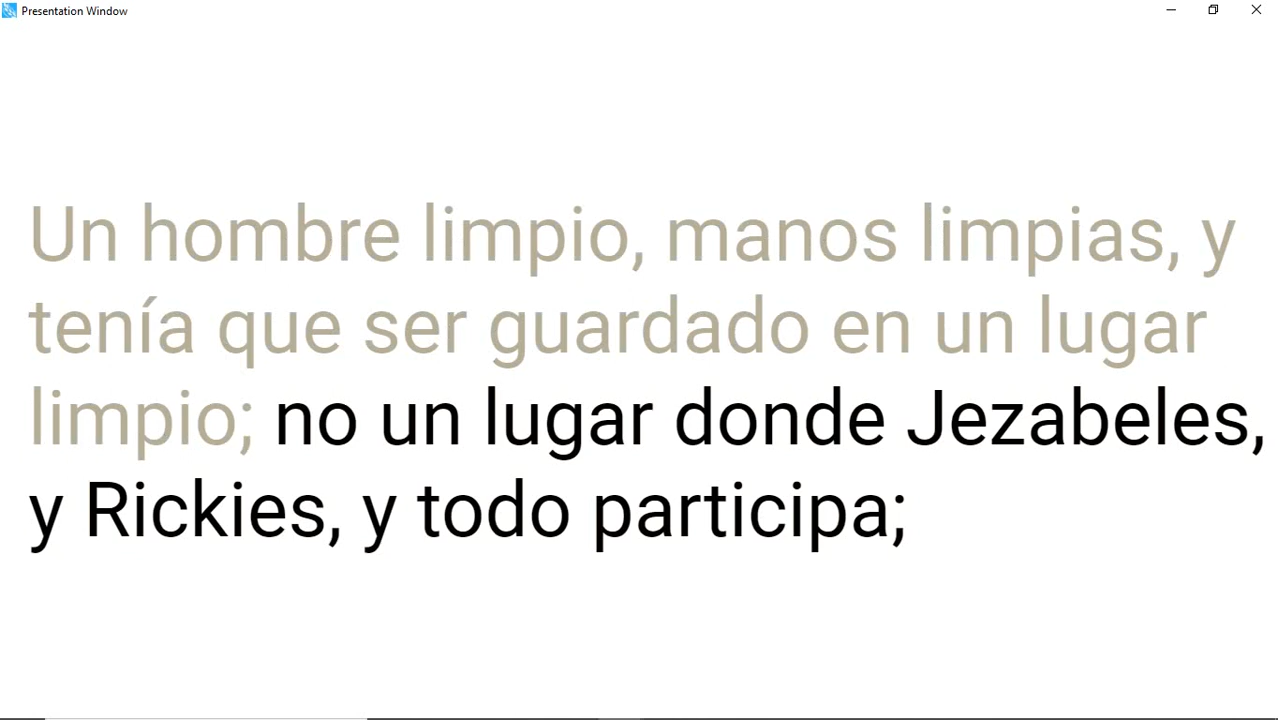 Presentation Window
Un hombre limpio, manos limpias, y
tenía que ser guardado en un lugar
limpio; no un lugar donde Jezabeles,
y Rickies, y todo participa;